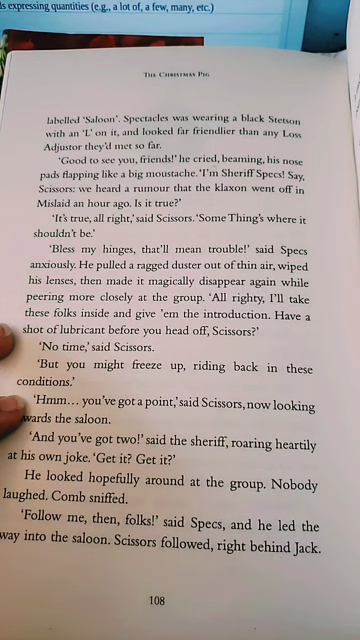 ls expressing quantities (e.g., a lot of, a few, many, etc.)
THE CHRISTMAS PIG
labelled ‘Saloon’. Spectacles was wearing a black Stetson
with an ‘L’ on it, and looked far friendlier than any Loss
Adjustor they’d met so far.
‘Good to see you, friends!’ he cried, beaming, his nose
pads flapping like a big moustache. ‘I’m Sheriff Specs! Say,
Scissors: we heard a rumour that the klaxon went off in
Mislaid an hour ago. Is it true?’
‘It’s true, all right,’ said Scissors. ‘Some Thing’s where it
shouldn’t be.’
‘Bless my hinges, that’ll mean trouble!’ said Specs
anxiously. He pulled a ragged duster out of thin air, wiped
his lenses, then made it magically disappear again while
peering more closely at the group. ‘All righty, I’ll take
these folks inside and give ’em the introduction. Have a
shot of lubricant before you head off, Scissors?’
‘No time,’ said Scissors.
‘But you might freeze up, riding back in these
conditions.’
‘Hmm… you’ve got a point,’ said Scissors, now looking
wards the saloon.
‘And you’ve got two!’ said the sheriff, roaring heartily
at his own joke. ‘Get it? Get it?’
He looked hopefully around at the group. Nobody
laughed. Comb sniffed.
‘Follow me, then, folks!’ said Specs, and he led the
way into the saloon. Scissors followed, right behind Jack.
108